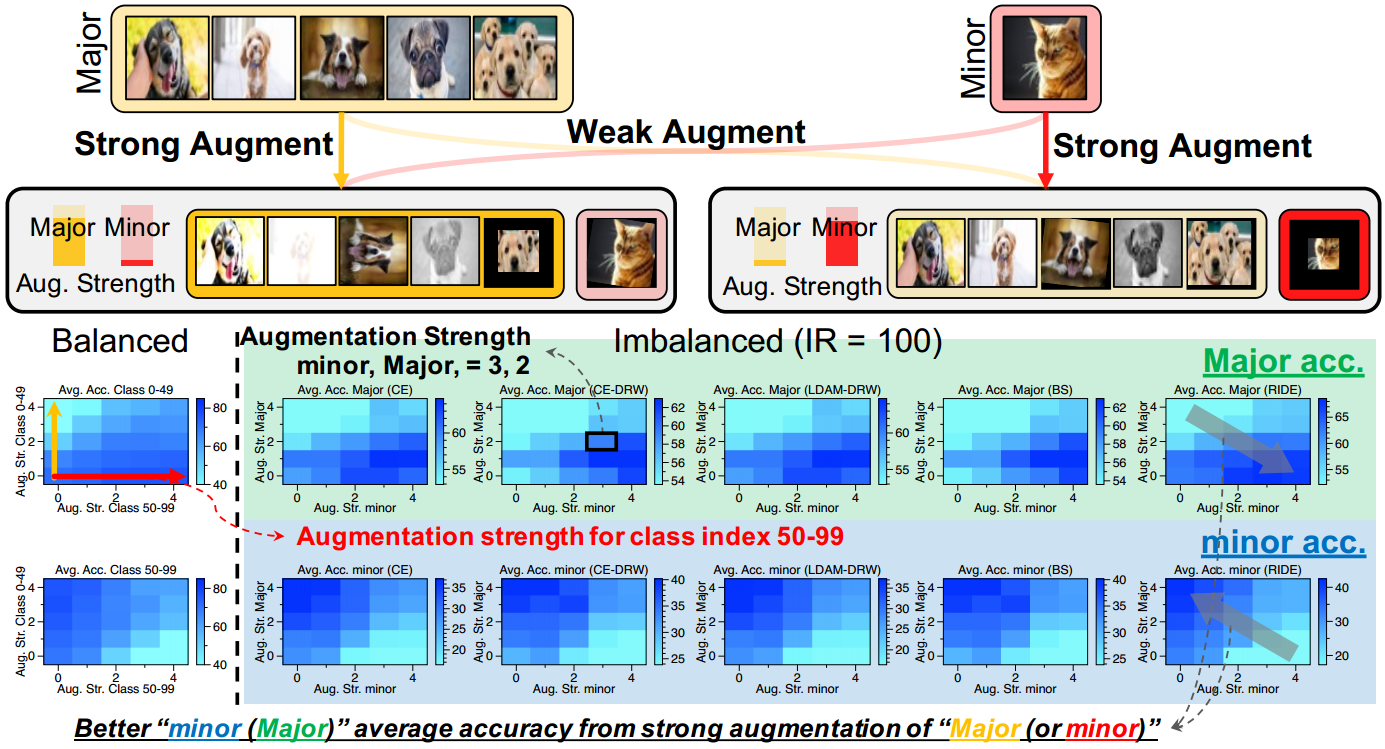 Major
Minor
Strong Augment
Weak Augment
Strong Augment
Major Minor
Aug. Strength
Major Minor
Aug. Strength
Balanced
Augmentation Strength
minor, Major, = 3, 2
Imbalanced (IR = 100)
Major acc.
Avg. Acc. Class 0-49
Aug. Str. Class 0-49
4
2
0
0 2 4
Aug. Str. Class 50-99
80
60
40
Avg. Acc. Major (CE)
Aug. Str. Major
4
2
0
0 2 4
Aug. Str. minor
60
55
Avg. Acc. Major (CE-DRW)
Aug. Str. Major
4
2
0
0 2 4
Aug. Str. minor
62
60
58
56
54
Avg. Acc. Major (LDAM-DRW)
Aug. Str. Major
4
2
0
0 2 4
Aug. Str. minor
60
55
Avg. Acc. Major (BS)
Aug. Str. Major
4
2
0
0 2 4
Aug. Str. minor
62
60
58
56
54
Avg. Acc. Major (RIDE)
Aug. Str. Major
4
2
0
0 2 4
Aug. Str. minor
65
60
55
Augmentation strength for class index 50-99
minor acc.
Avg. Acc. Class 50-99
Aug. Str. Class 0-49
4
2
0
0 2 4
Aug. Str. Class 50-99
80
60
40
Avg. Acc. minor (CE)
Aug. Str. Major
4
2
0
0 2 4
Aug. Str. minor
35
30
25
20
Avg. Acc. minor (CE-DRW)
Aug. Str. Major
4
2
0
0 2 4
Aug. Str. minor
40
35
30
25
Avg. Acc. minor (LDAM-DRW)
Aug. Str. Major
4
2
0
0 2 4
Aug. Str. minor
35
30
25
20
Avg. Acc. minor (BS)
Aug. Str. Major
4
2
0
0 2 4
Aug. Str. minor
40
35
30
25
Avg. Acc. minor (RIDE)
Aug. Str. Major
4
2
0
0 2 4
Aug. Str. minor
40
30
20
Better “minor (Major)” average accuracy from strong augmentation of “Major (or minor)”